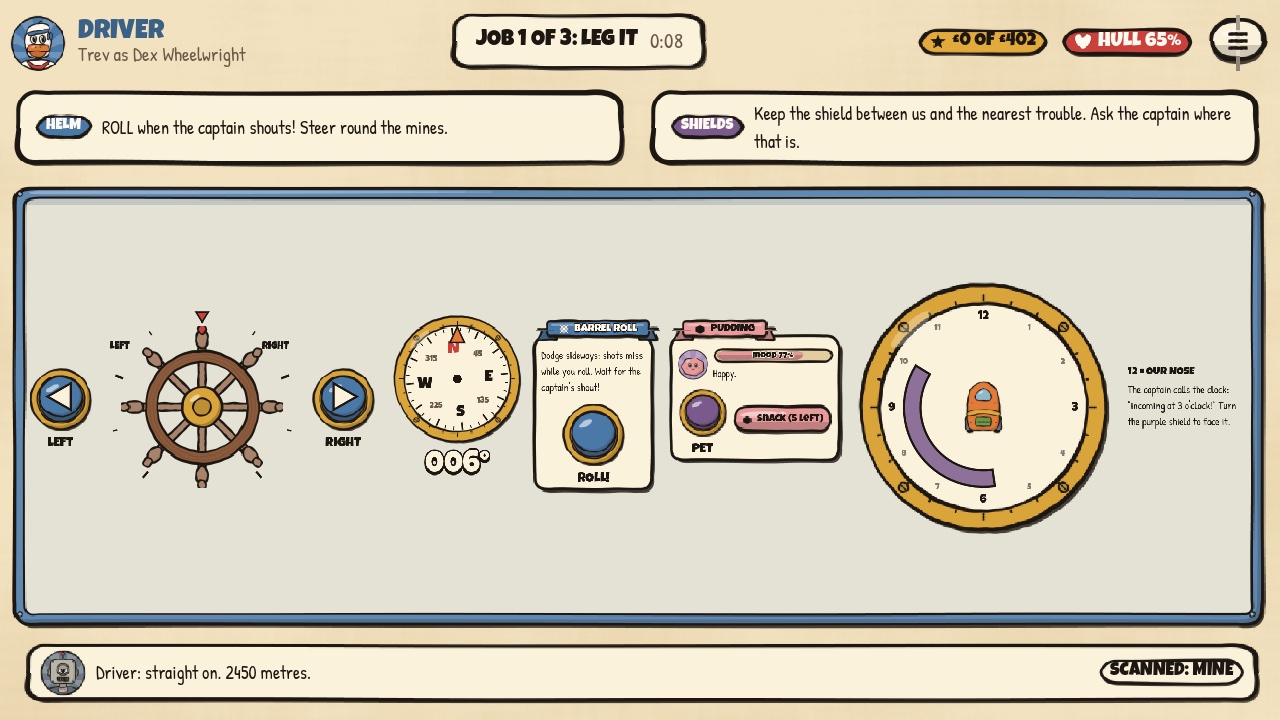 DRIVER
Trev as Dex Wheelwright
JOB 1 OF 3: LEG IT 0:08
£0 OF £402
HULL 65%
HELM
ROLL when the captain shouts! Steer round the mines.
SHIELDS
Keep the shield between us and the nearest trouble. Ask the captain where
that is.
LEFT
RIGHT
LEFT
RIGHT
N
45
E
135
S
225
W
315
006°
BARREL ROLL
Dodge sideways: shots miss
while you roll. Wait for the
captain's shout!
ROLL!
PUDDING
MOOD 77%
Happy.
PET
SNACK (5 LEFT)
12
1
2
3
4
5
6
7
8
9
10
11
12 = OUR NOSE
The captain calls the clock:
"Incoming at 3 o'clock!" Turn
the purple shield to face it.
Driver: straight on. 2450 metres.
SCANNED: MINE